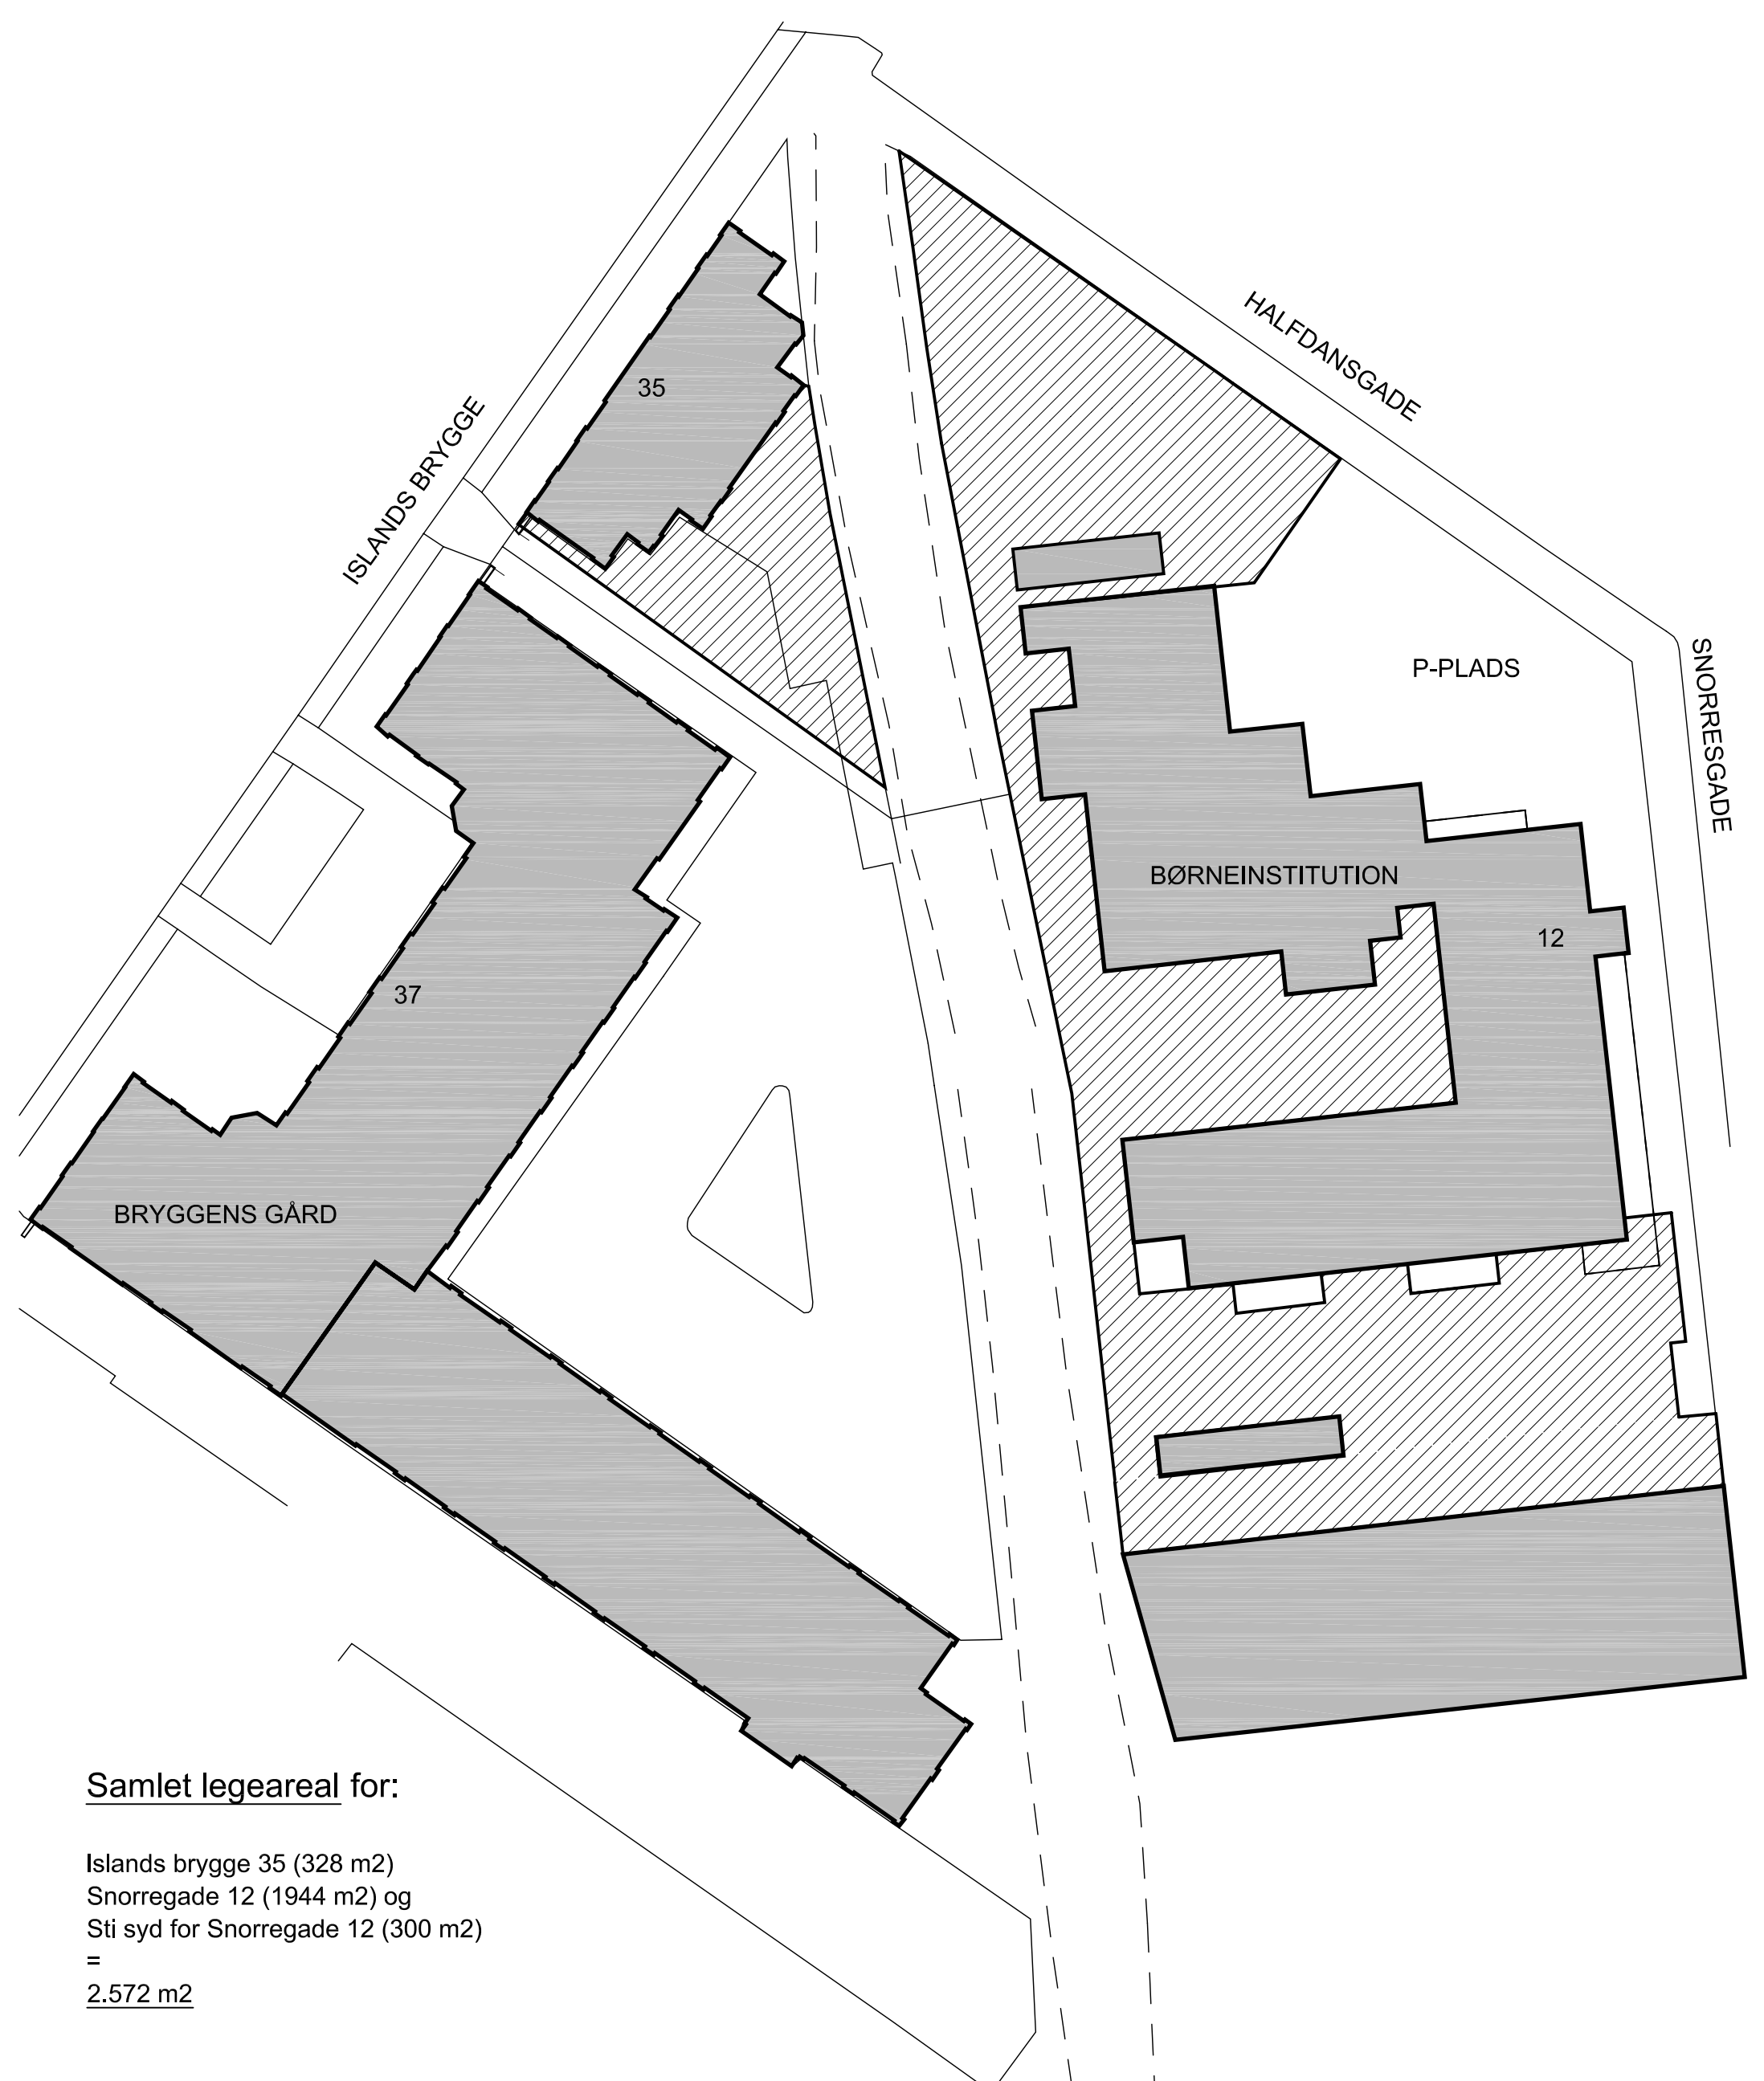 HALFDANSGADE
35
ISLANDS BRYGGE
SNORRESGADE
P-PLADS
BØRNEINSTITUTION
12
37
BRYGGENS GÅRD
Samlet legeareal for:
Islands brygge 35 (328 m2)
Snorregade 12 (1944 m2) og
Sti syd for Snorregade 12 (300 m2)
=
2.572 m2